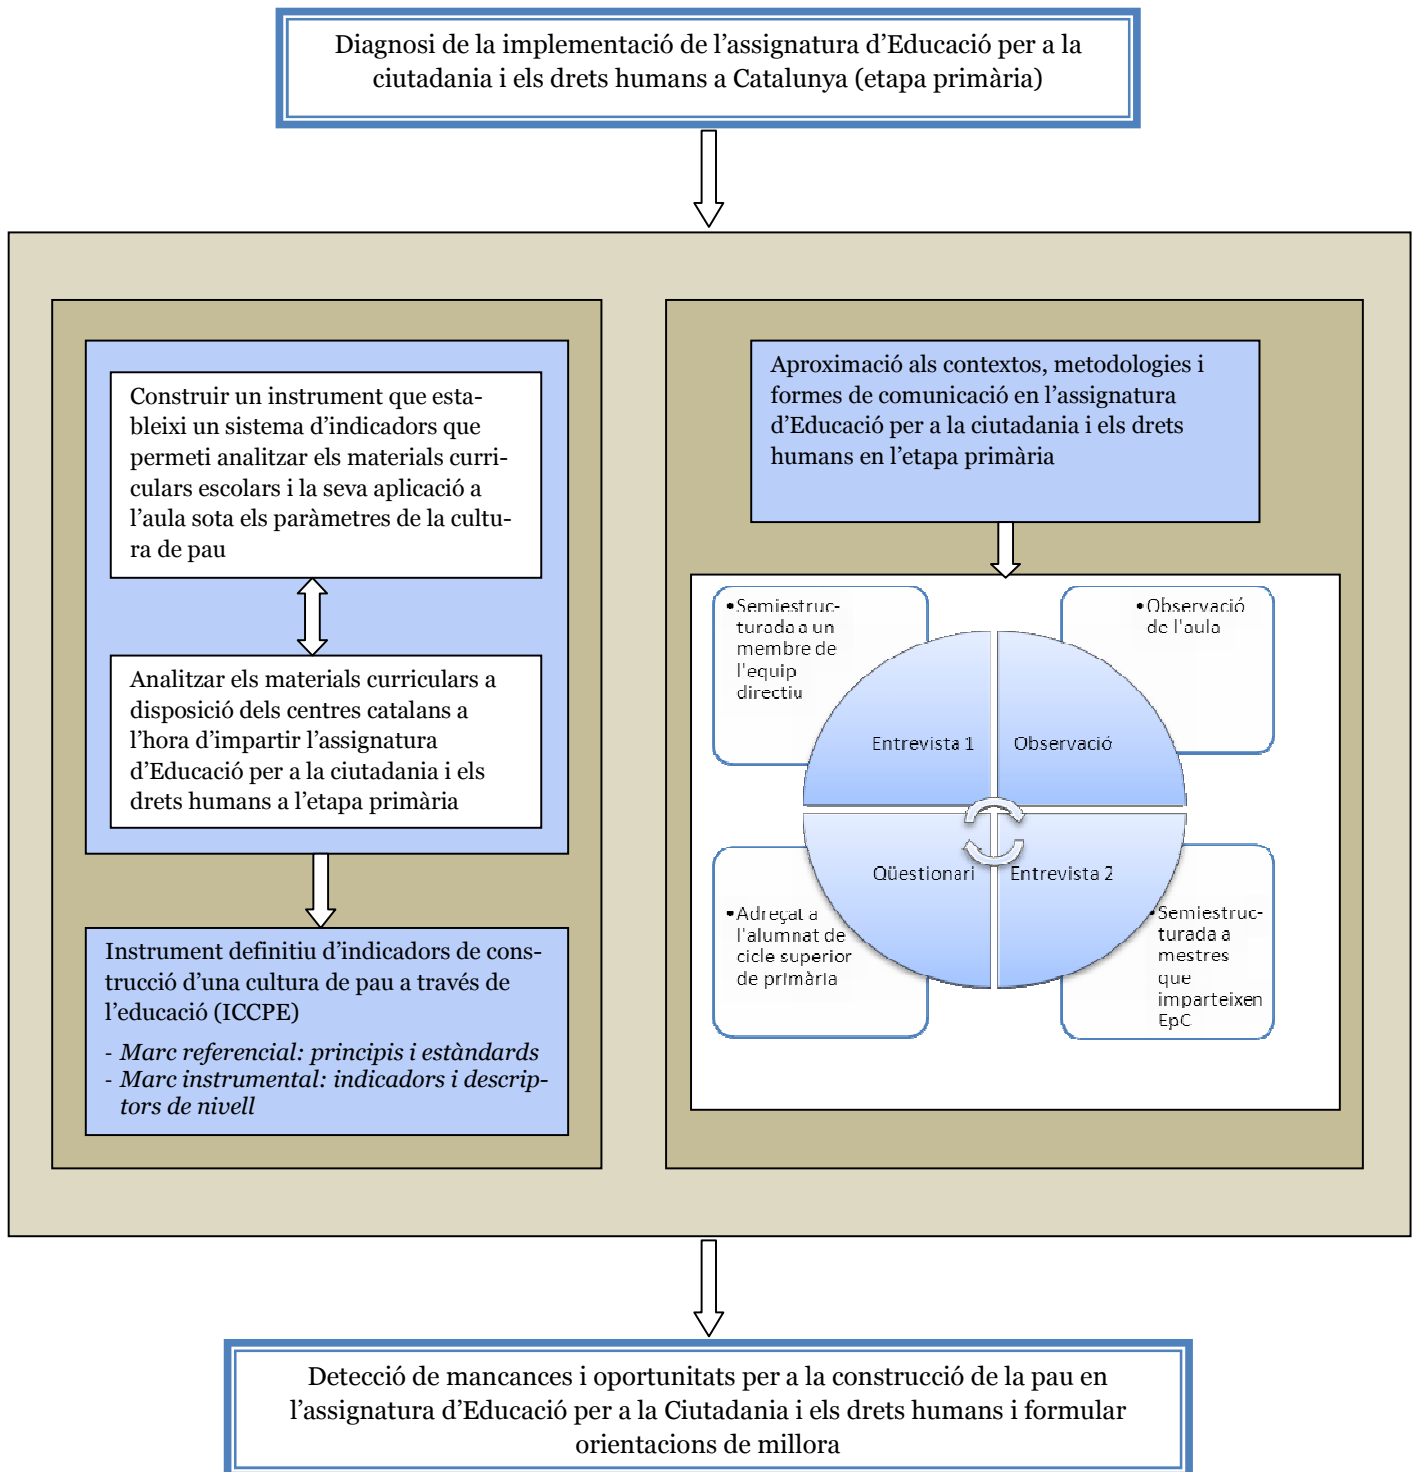 Diagnosi de la implementació de l’assignatura d’Educació per a la
ciutadania i els drets humans a Catalunya (etapa primària)
Construir un instrument que esta-
bleixi un sistema d’indicadors que
permeti analitzar els materials curri-
culars escolars i la seva aplicació a
l’aula sota els paràmetres de la cultu-
ra de pau
Analitzar els materials curriculars a
disposició dels centres catalans a
l’hora d’impartir l’assignatura
d’Educació per a la ciutadania i els
drets humans a l’etapa primària
Instrument definitiu d’indicadors de cons-
trucció d’una cultura de pau a través de
l’educació (ICCPE)
- Marc referencial: principis i estàndards
- Marc instrumental: indicadors i descrip-
tors de nivell
Aproximació als contextos, metodologies i
formes de comunicació en l’assignatura
d’Educació per a la ciutadania i els drets
humans en l’etapa primària
•Semiestruc-
turada a un
membre de
l'equip
directiu
•Observació
de l'aula
Entrevista 1
Observació
Qüestionari
Entrevista 2
•Adreçat a
l'alumnat de
cicle superior
de primària
•Semiestruc-
turada a
mestres
que
imparteixen
EpC
Detecció de mancances i oportunitats per a la construcció de la pau en
l’assignatura d’Educació per a la Ciutadania i els drets humans i formular
orientacions de millora